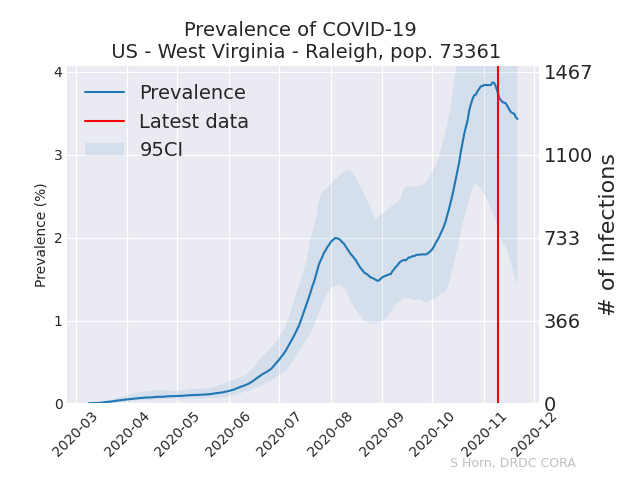 Prevalence of COVID-19
US - West Virginia - Raleigh, pop. 73361
Prevalence
Latest data
95CI
Prevalence (%)
4
3
2
1
0
1467
1100
733
366
0
# of infections
2020-03
2020-04
2020-05
2020-06
2020-07
2020-08
2020-09
2020-10
2020-11
2020-12
S Horn, DRDC CORA